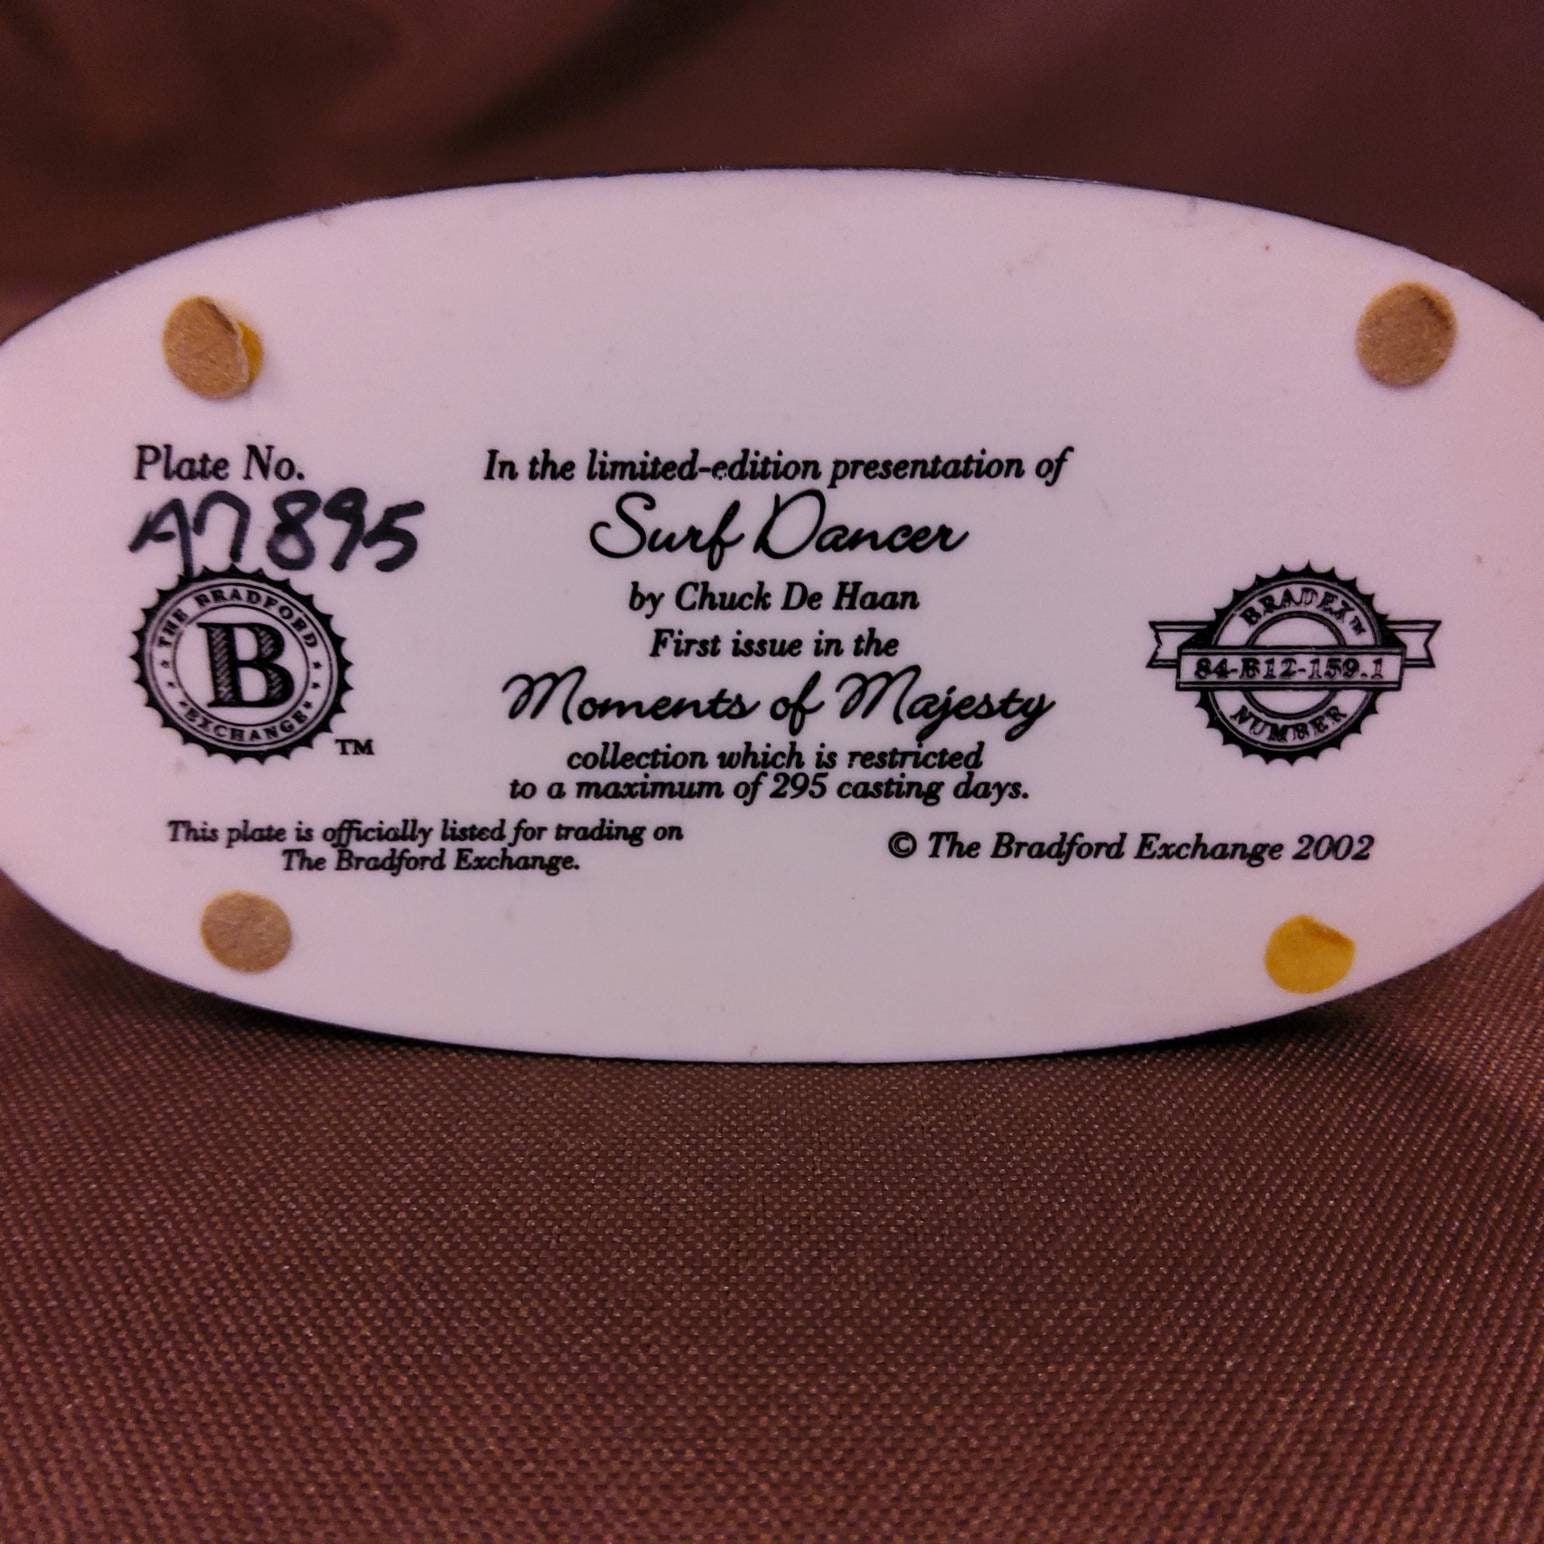 Plate No.
A7895
THE BRADFORD
B
EXCHANGE
TM
In the limited-edition presentation of
Surf Dancer
by Chuck De Haan
First issue in the
Moments of Majesty
collection which is restricted
to a maximum of 295 casting days.
BRADEX™
84-B12-159.1
NUMBER
This plate is officially listed for trading on
The Bradford Exchange.
© The Bradford Exchange 2002